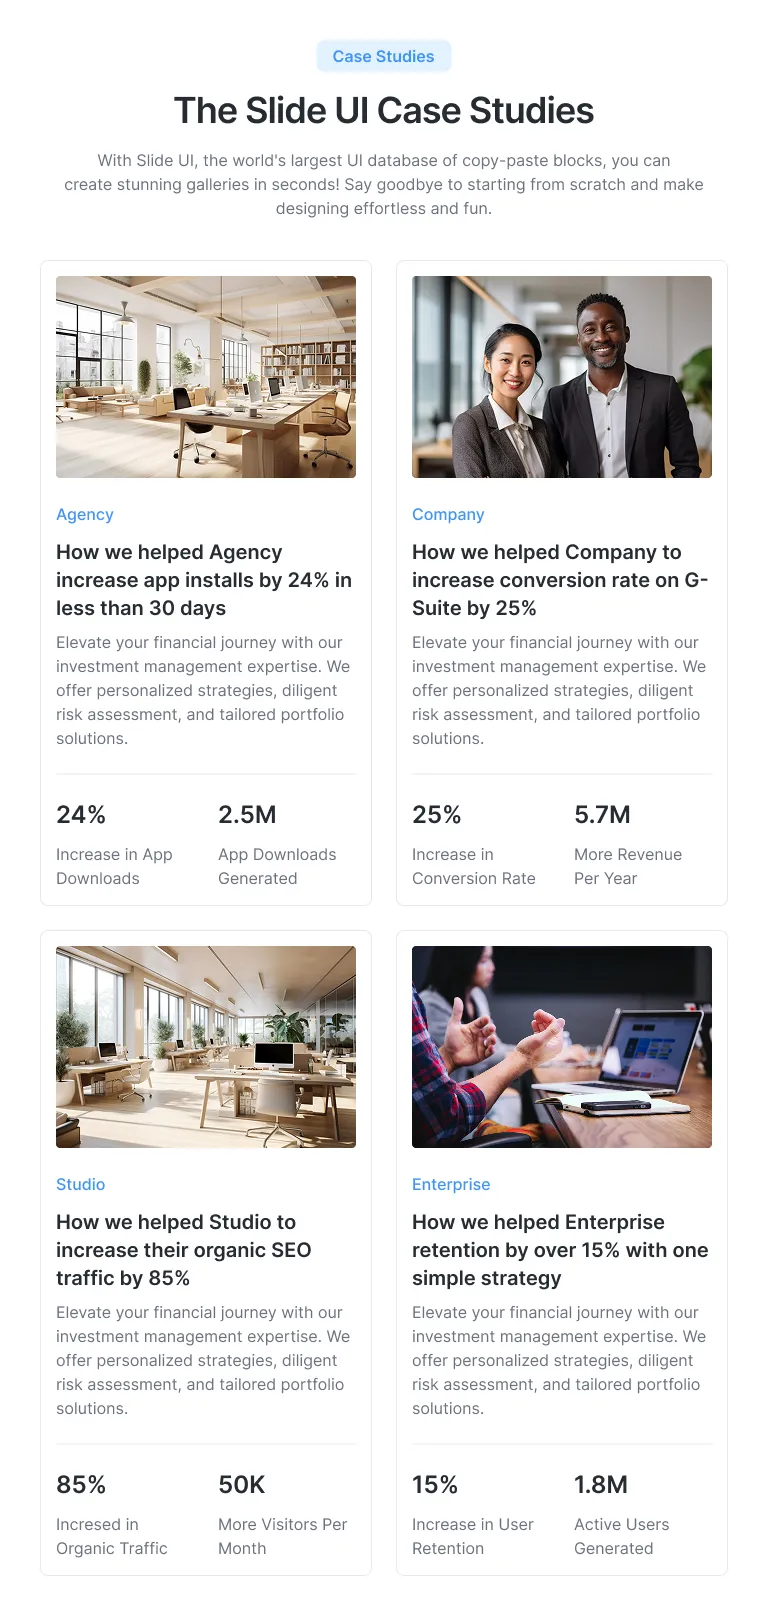 Case Studies
The Slide UI Case Studies
With Slide UI, the world's largest UI database of copy-paste blocks, you can
create stunning galleries in seconds! Say goodbye to starting from scratch and make
designing effortless and fun.
Agency
How we helped Agency
increase app installs by 24% in
less than 30 days
Elevate your financial journey with our
investment management expertise. We
offer personalized strategies, diligent
risk assessment, and tailored portfolio
solutions.
24%
Increase in App
Downloads
2.5M
App Downloads
Generated
Company
How we helped Company to
increase conversion rate on G-
Suite by 25%
Elevate your financial journey with our
investment management expertise. We
offer personalized strategies, diligent
risk assessment, and tailored portfolio
solutions.
25%
Increase in
Conversion Rate
5.7M
More Revenue
Per Year
Studio
How we helped Studio to
increase their organic SEO
traffic by 85%
Elevate your financial journey with our
investment management expertise. We
offer personalized strategies, diligent
risk assessment, and tailored portfolio
solutions.
85%
Incresed in
Organic Traffic
50K
More Visitors Per
Month
Enterprise
How we helped Enterprise
retention by over 15% with one
simple strategy
Elevate your financial journey with our
investment management expertise. We
offer personalized strategies, diligent
risk assessment, and tailored portfolio
solutions.
15%
Increase in User
Retention
1.8M
Active Users
Generated